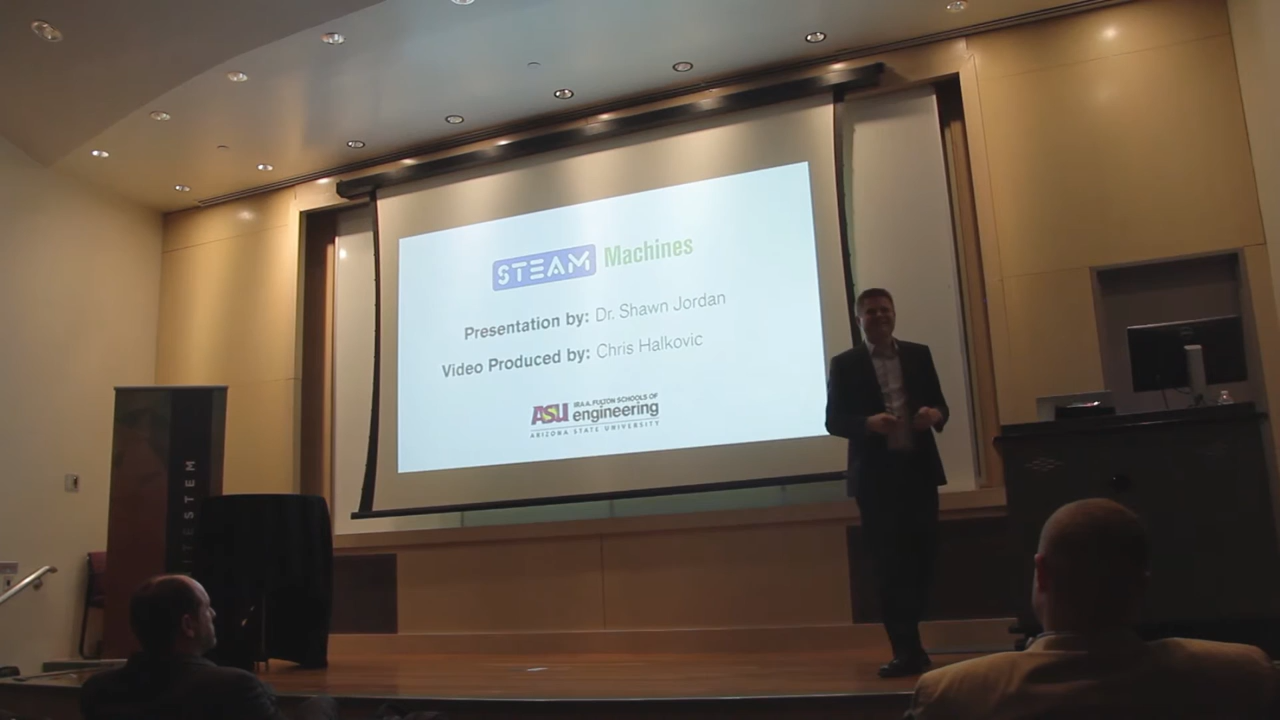 STEAM Machines
Presentation by: Dr. Shawn Jordan
Video Produced by: Chris Halkovic
ASU IRA A. FULTON SCHOOLS OF
engineering
ARIZONA STATE UNIVERSITY
TESTEM